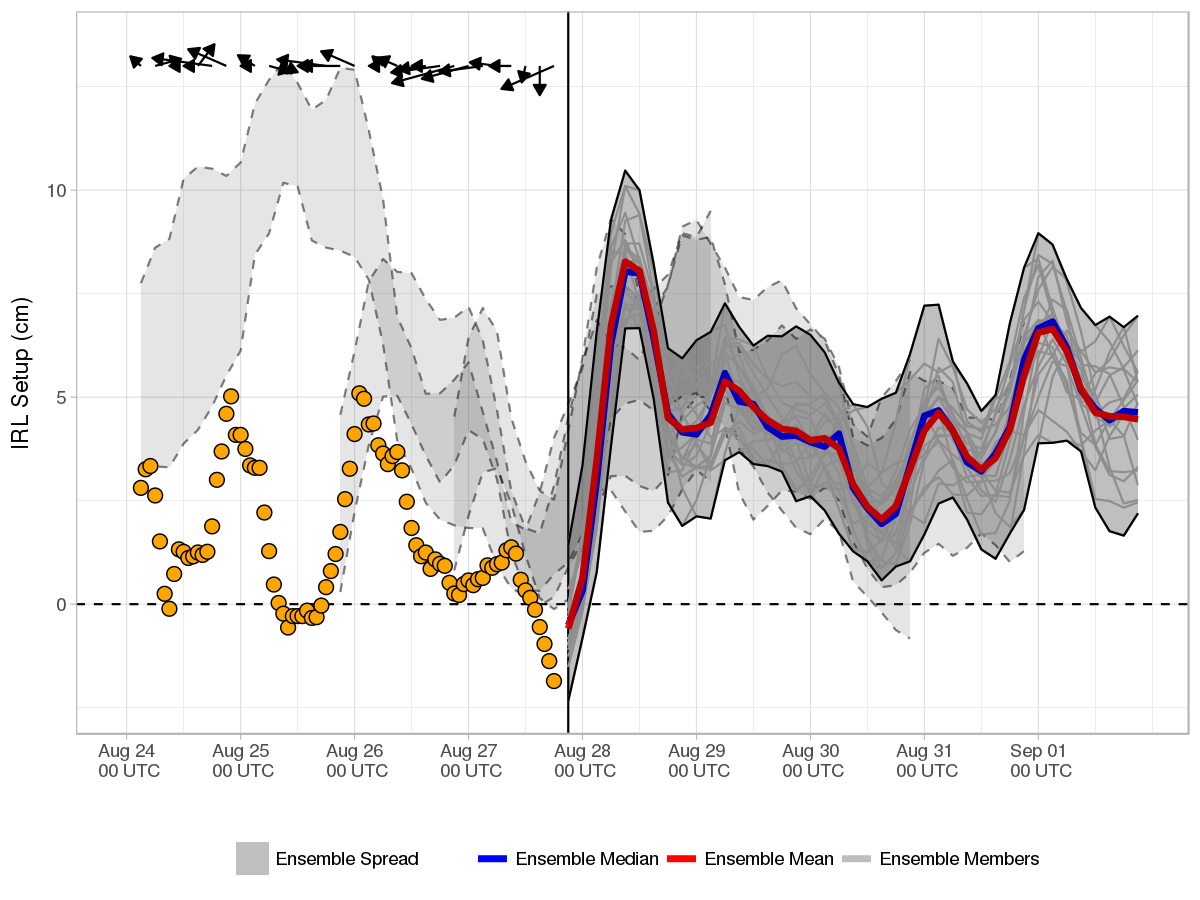 IRL Setup (cm)
10
5
0
Aug 24
00 UTC
Aug 25
00 UTC
Aug 26
00 UTC
Aug 27
00 UTC
Aug 28
00 UTC
Aug 29
00 UTC
Aug 30
00 UTC
Aug 31
00 UTC
Sep 01
00 UTC
Ensemble Spread
Ensemble Median
Ensemble Mean
Ensemble Members